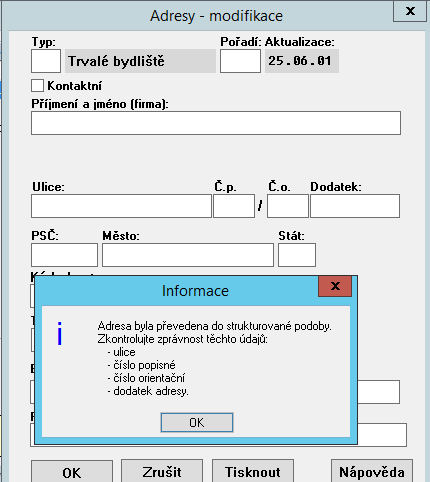 Adresy - modifikace
x
Typ:
Pořadí: Aktualizace:
Trvalé bydliště
25.06.01
Kontaktní
Příjmení a jméno (firma):
Ulice:
Č.p.
Č.o.
Dodatek:
/
PSČ:
Město:
Stát:
Informace
x
i
Adresa byla převedena do strukturované podoby.
Zkontrolujte zprávnost těchto údajů:
- ulice
- číslo popisné
- číslo orientační
- dodatek adresy.
OK
OK
Zrušit
Tisknout
Nápověda